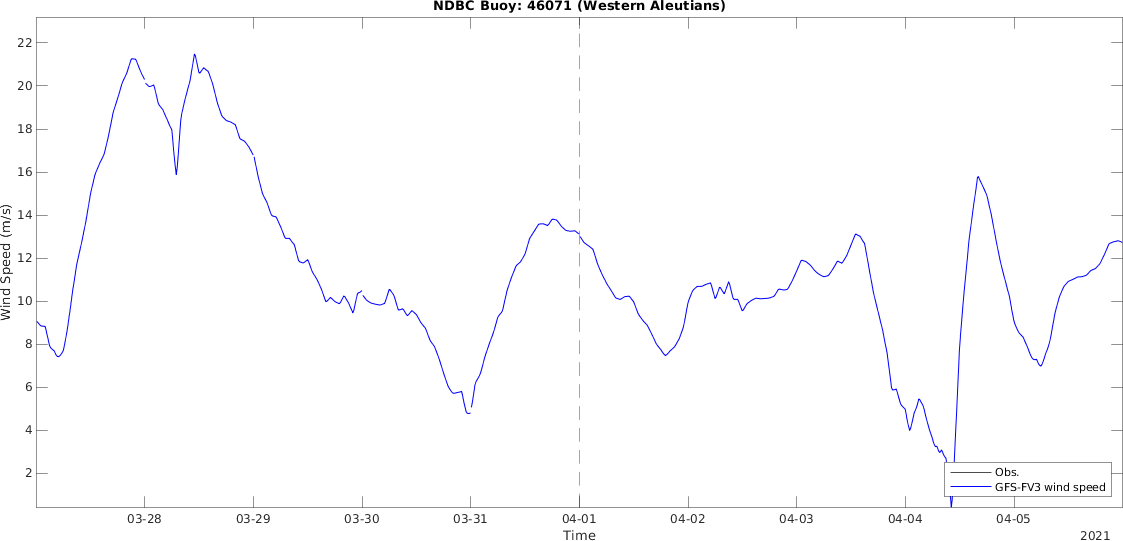 NDBC Buoy: 46071 (Western Aleutians)
Wind Speed (m/s)
22
20
18
16
14
12
10
8
6
4
2
Obs.
GFS-FV3 wind speed
03-28 03-29 03-30 03-31 04-01 04-02 04-03 04-04 04-05
Time
2021